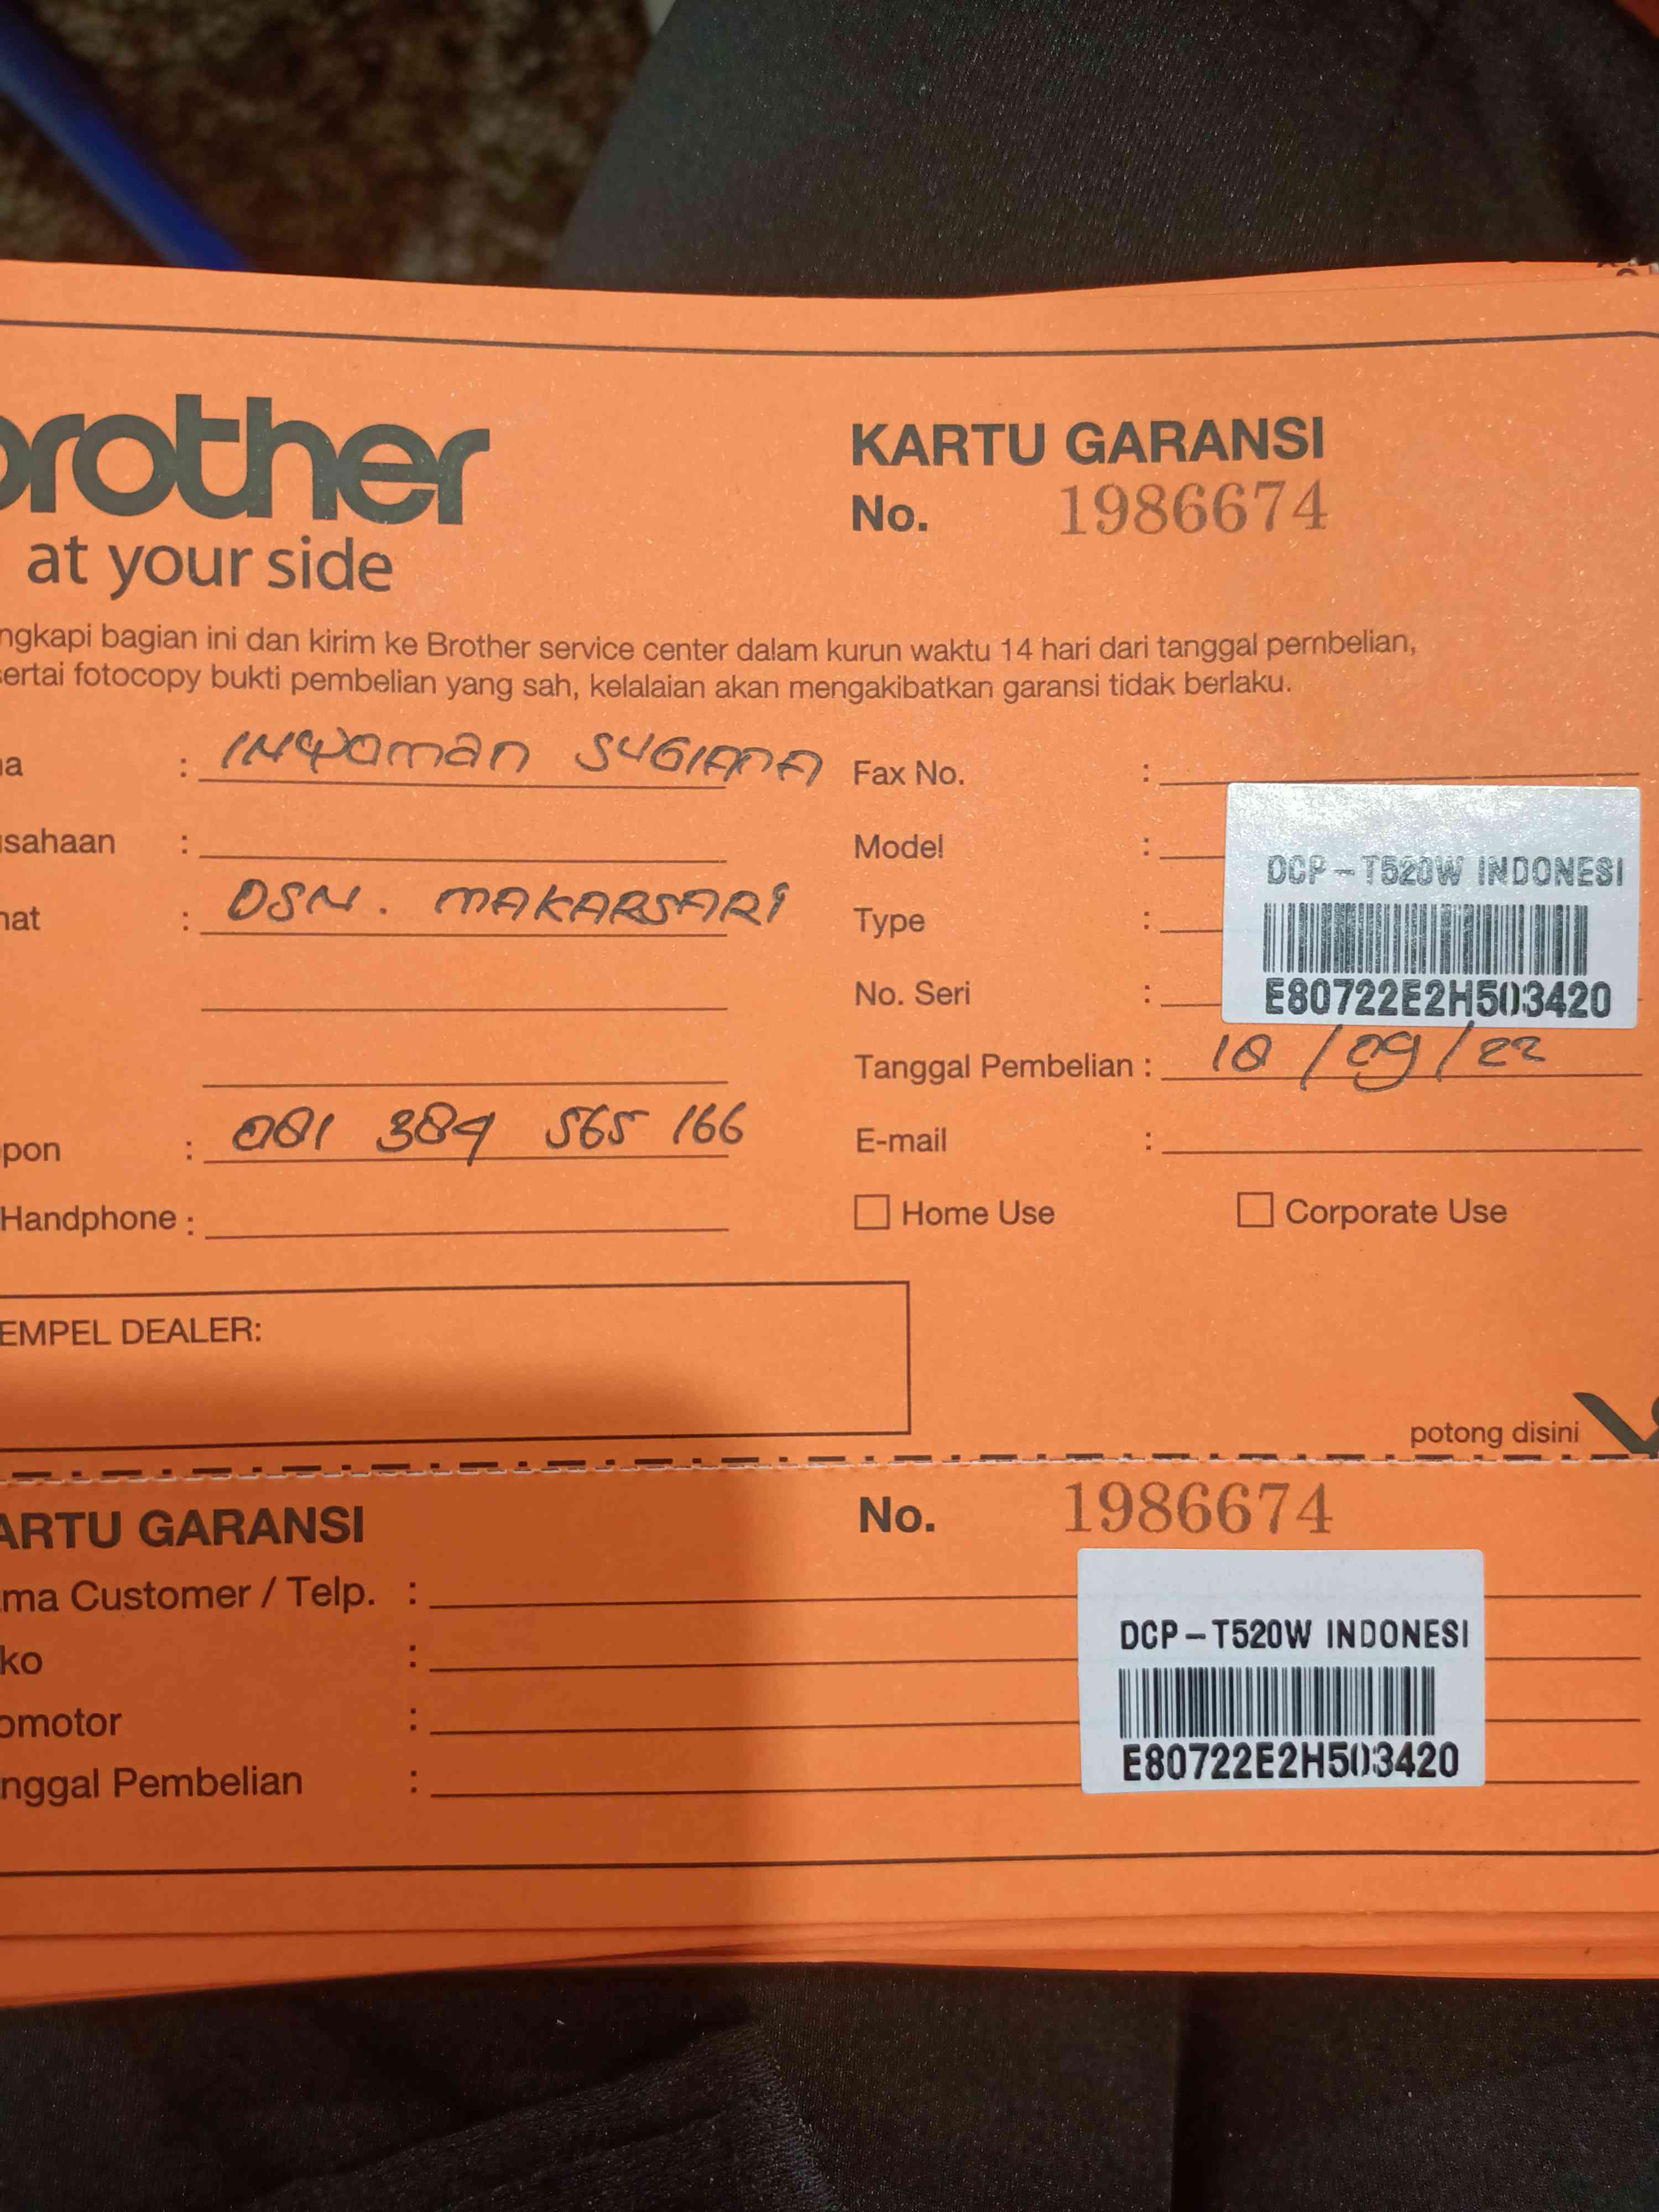 brother
at your side
KARTU GARANSI
No. 1986674
ngkapi bagian ini dan kirim ke Brother service center dalam kurun waktu 14 hari dari tanggal pernbelian,
sertai fotocopy bukti pembelian yang sah, kelalaian akan mengakibatkan garansi tidak berlaku.
a : INYOMAN SUGIANA
Fax No. :
sahaan :
Model :
DCP-T520W INDONESI
nat : DSN. MAKARSARI
Type :
No. Seri : E80722E2H503420
Tanggal Pembelian : 18/09/22
pon : 081 384 565 166
E-mail :
Handphone :
Home Use
Corporate Use
EMPEL DEALER:
potong disini
ARTU GARANSI
No. 1986674
ma Customer / Telp. :
ko :
omotor :
nggal Pembelian :
DCP-T520W INDONESI
E80722E2H503420